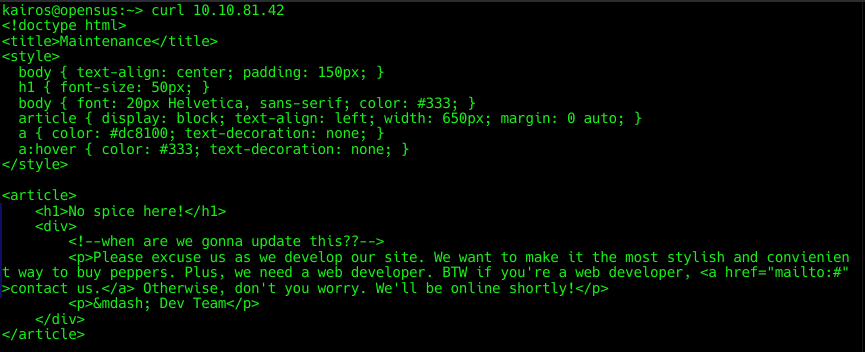 kairos@opensus:~> curl 10.10.81.42
<!doctype html>
<title>Maintenance</title>
<style>
  body { text-align: center; padding: 150px; }
  h1 { font-size: 50px; }
  body { font: 20px Helvetica, sans-serif; color: #333; }
  article { display: block; text-align: left; width: 650px; margin: 0 auto; }
  a { color: #dc8100; text-decoration: none; }
  a:hover { color: #333; text-decoration: none; }
</style>

<article>
    <h1>No spice here!</h1>
    <div>
        <!--when are we gonna update this??-->
        <p>Please excuse us as we develop our site. We want to make it the most stylish and convienien
t way to buy peppers. Plus, we need a web developer. BTW if you're a web developer, <a href="mailto:#"
>contact us.</a> Otherwise, don't you worry. We'll be online shortly!</p>
        <p>&mdash; Dev Team</p>
    </div>
</article>